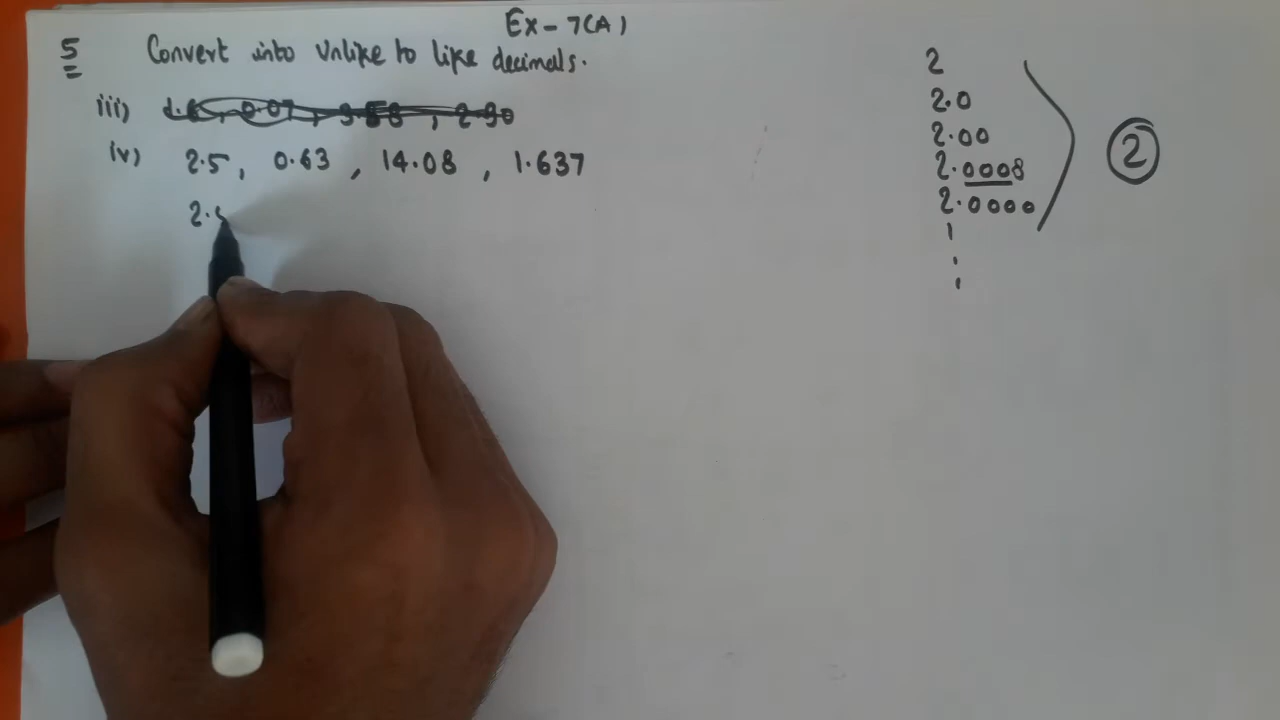 Ex-7(A)
5 Convert into Unlike to like decimals.
iii)
iv) 2.5, 0.63, 14.08, 1.637
2.
2
2.0
2.00
2.0008
2.0000
2